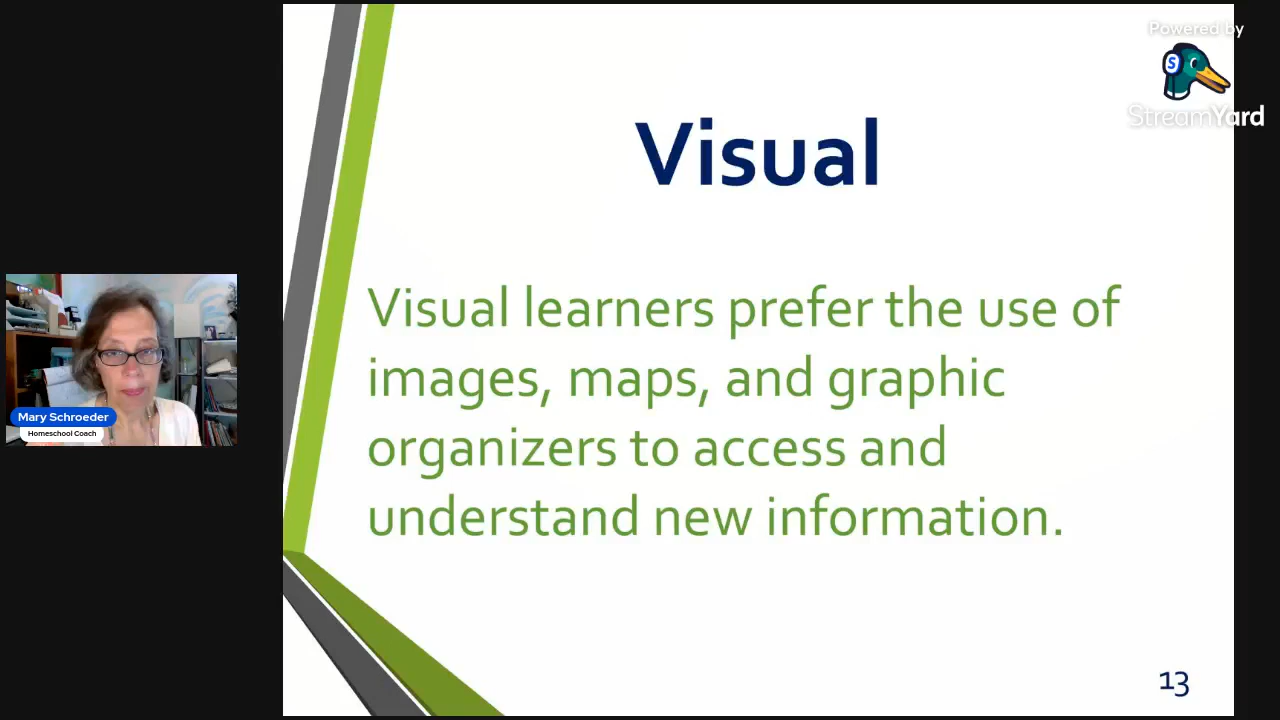 Powered by
StreamYard
Visual
Visual learners prefer the use of
images, maps, and graphic
organizers to access and
understand new information.
Mary Schroeder
Homeschool Coach
13